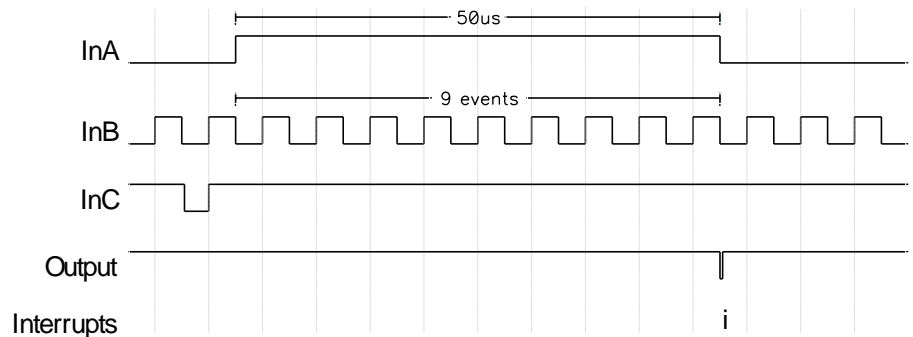 50us
InA
9 events
InB
InC
Output
Interrupts i